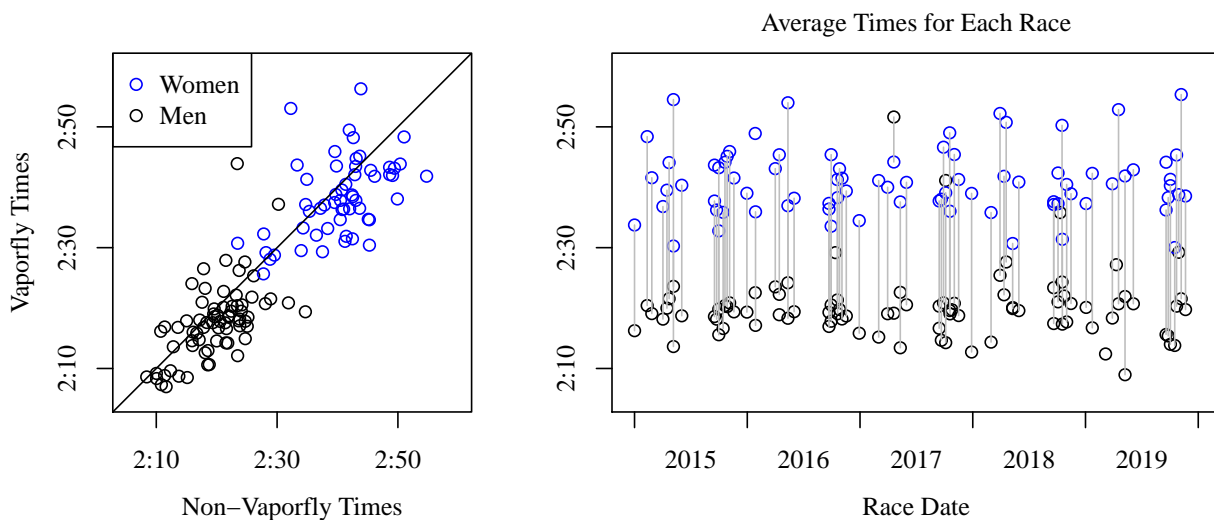 Average Times for Each Race
Women
Men
Vaporfly Times
2:10
2:30
2:50
2:10 2:30 2:50
Non−Vaporfly Times
2:10
2:30
2:50
2015 2016 2017 2018 2019
Race Date